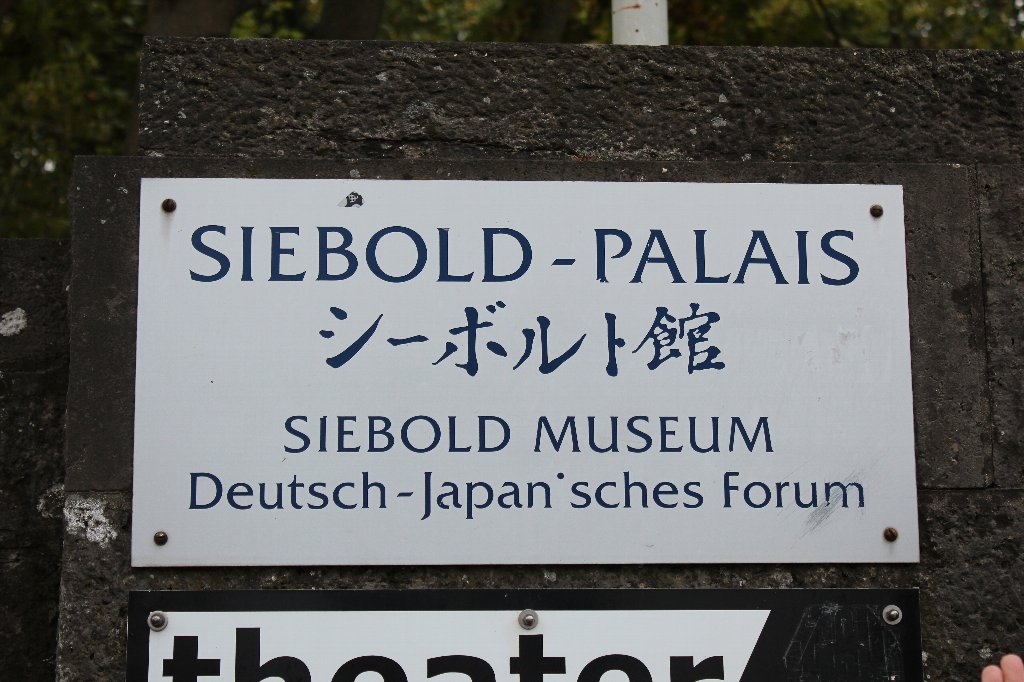 SIEBOLD - PALAIS
シーボルト館
SIEBOLD MUSEUM
Deutsch-Japan'sches Forum
theater